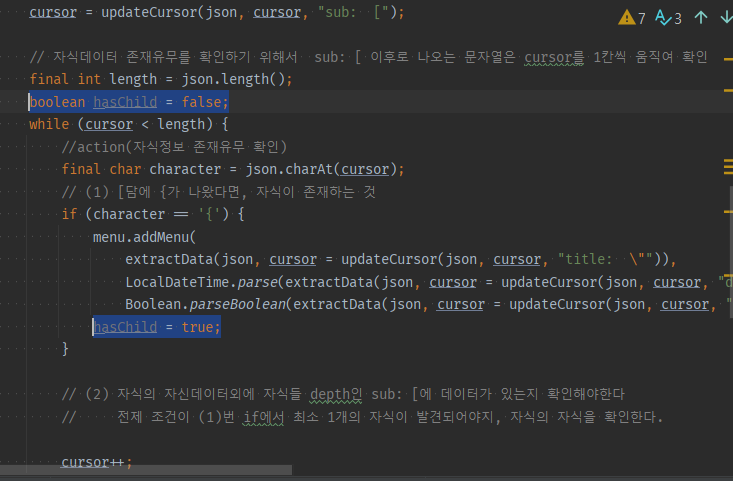 cursor = updateCursor(json, cursor, "sub:  [");
7 3
// 자식데이터 존재유무를 확인하기 위해서  sub: [ 이후로 나오는 문자열은 cursor를 1칸씩 움직여 확인
final int length = json.length();
boolean hasChild = false;
while (cursor < length) {
//action(자식정보 존재유무 확인)
final char character = json.charAt(cursor);
// (1) [담에 {가 나왔다면, 자식이 존재하는 것
if (character == '{') {
menu.addMenu(
extractData(json, cursor = updateCursor(json, cursor, "title:  \"")),
LocalDateTime.parse(extractData(json, cursor = updateCursor(json, cursor, "d
Boolean.parseBoolean(extractData(json, cursor = updateCursor(json, cursor, "
hasChild = true;
}
// (2) 자식의 자신데이터외에 자식들 depth인 sub: [에 데이터가 있는지 확인해야한다
//     전제 조건이 (1)번 if에서 최소 1개의 자식이 발견되어야지, 자식의 자식을 확인한다.
cursor++;